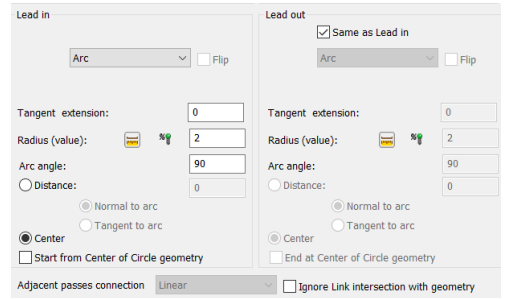 Lead in
Arc
Flip
Tangent extension:
0
Radius (value):
%
2
Arc angle:
90
Distance:
0
Normal to arc
Tangent to arc
Center
Start from Center of Circle geometry
Lead out
Same as Lead in
Arc
Flip
Tangent extension:
0
Radius (value):
%
2
Arc angle:
90
Distance:
0
Normal to arc
Tangent to arc
Center
End at Center of Circle geometry
Adjacent passes connection
Linear
Ignore Link intersection with geometry